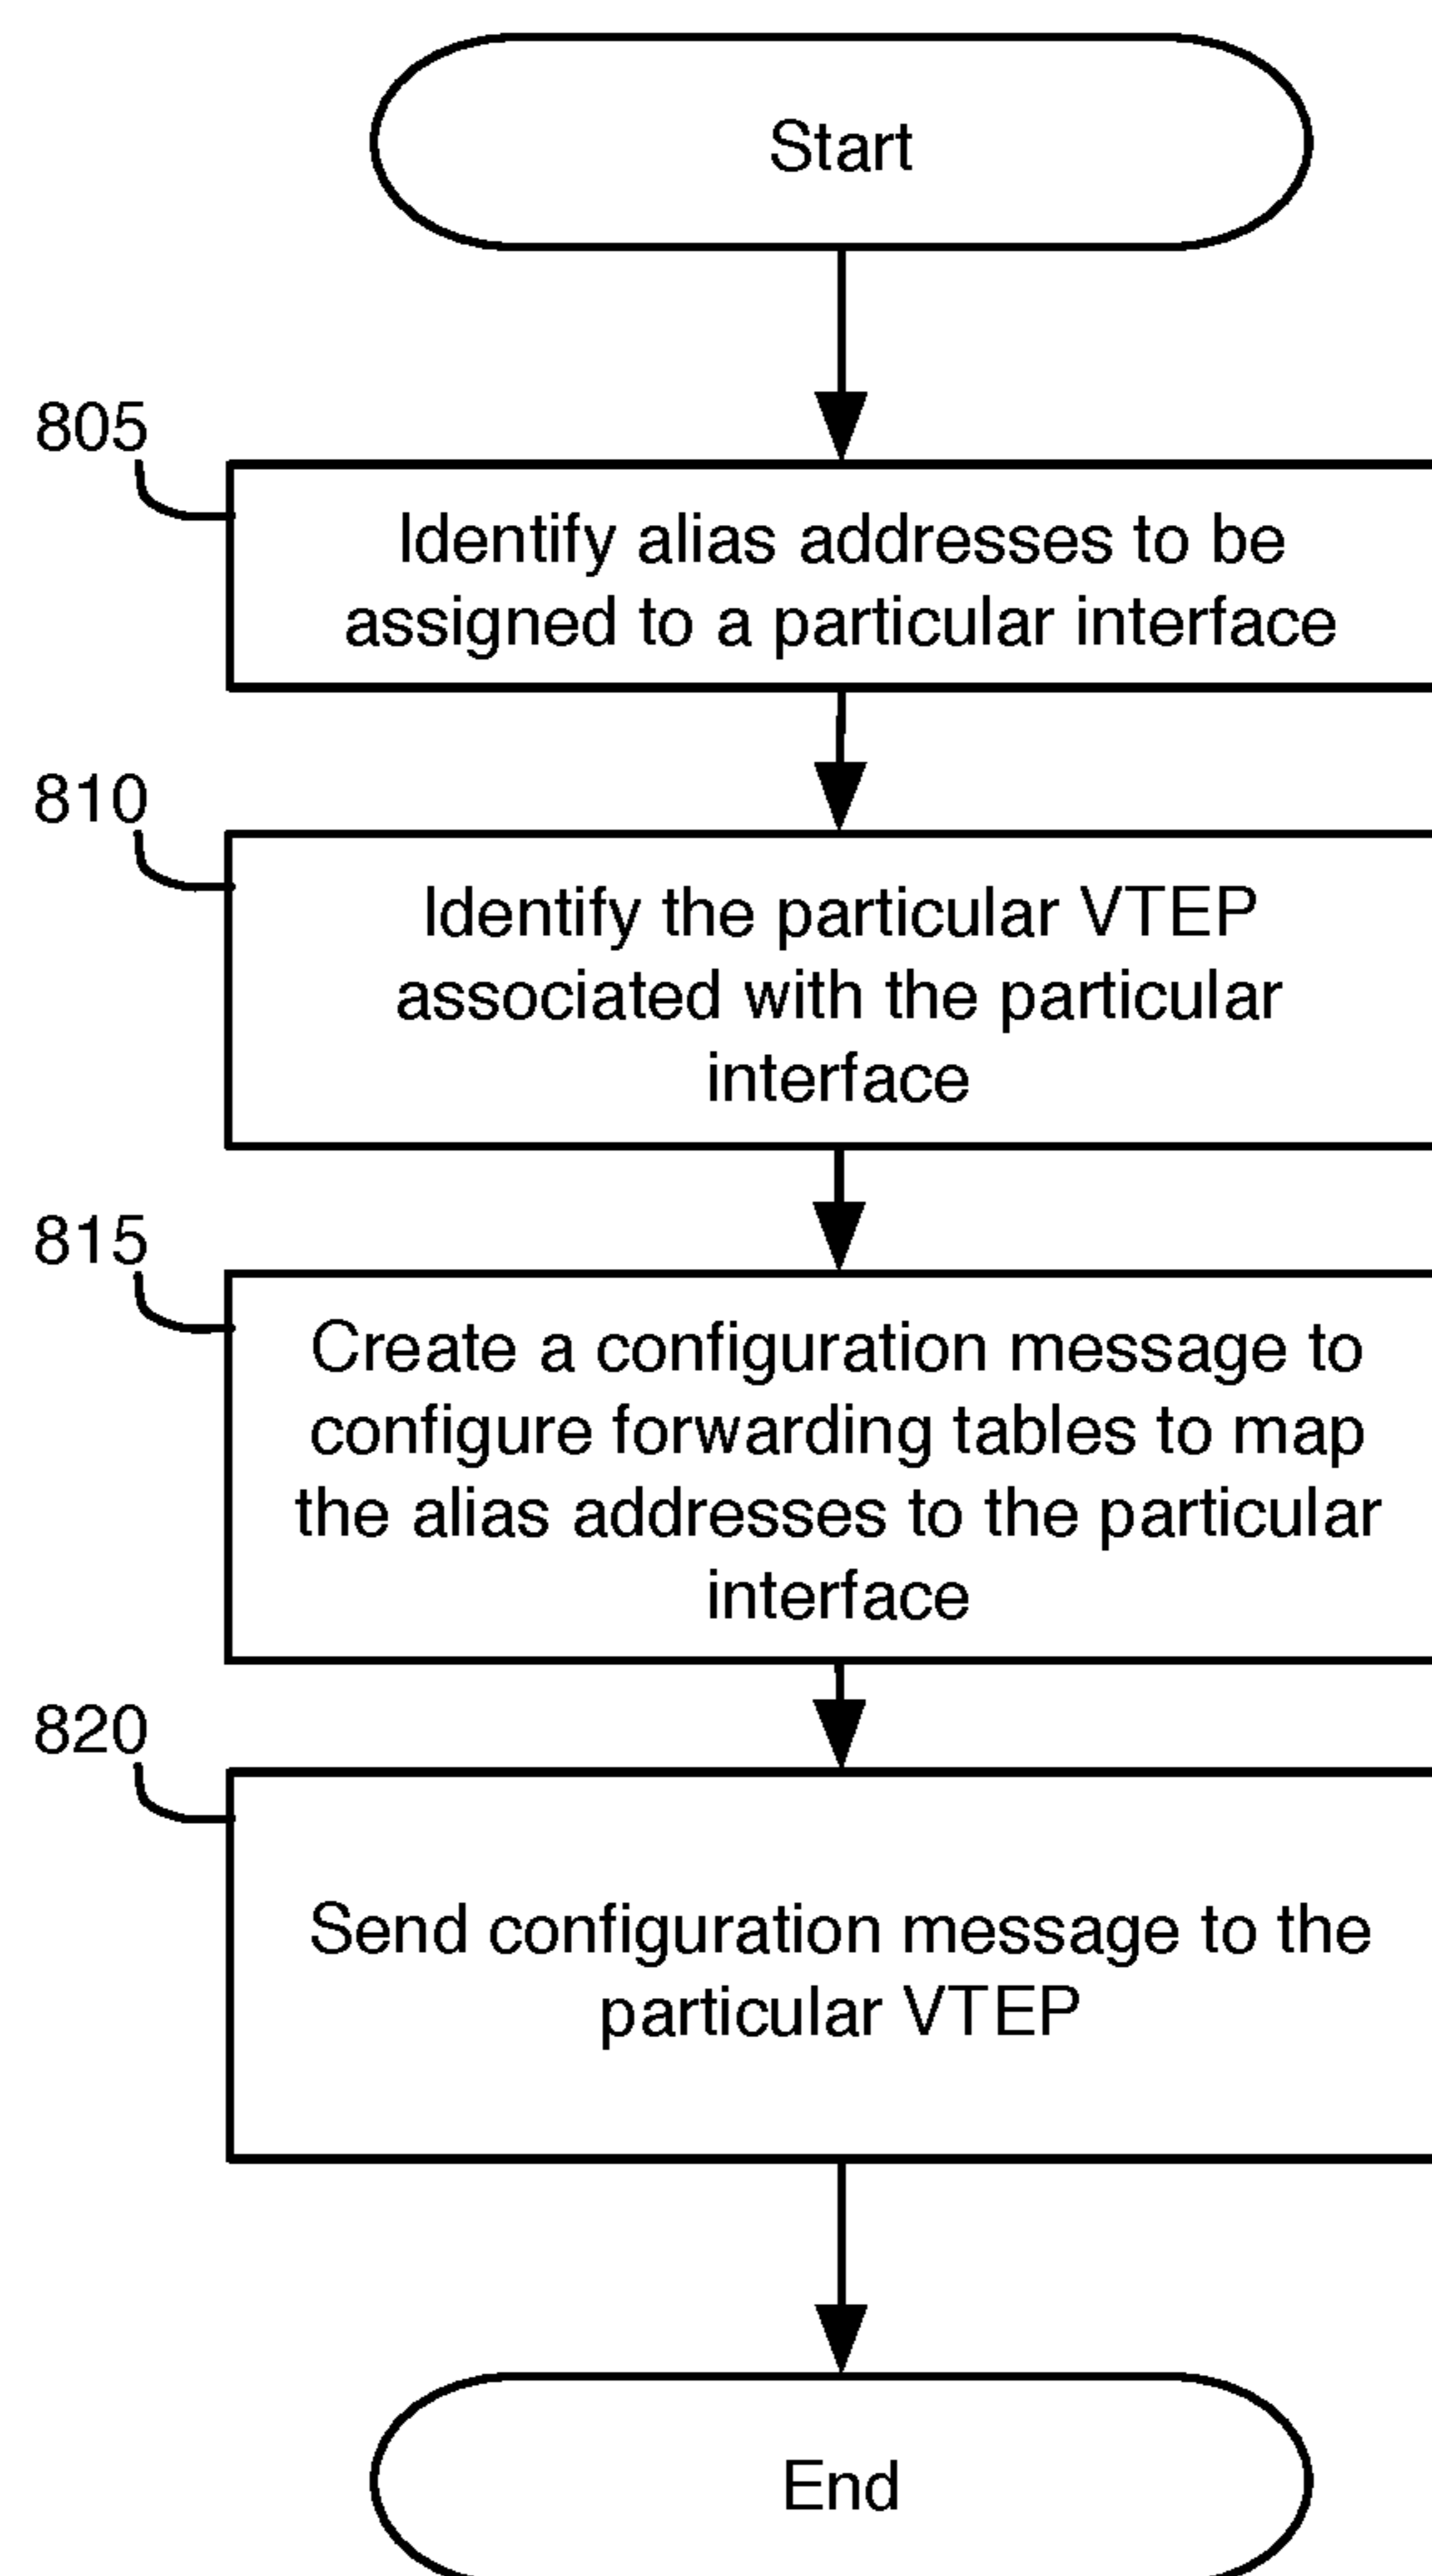 Start
805
Identify alias addresses to be
assigned to a particular interface
810
Identify the particular VTEP
associated with the particular
interface
815
Create a configuration message to
configure forwarding tables to map
the alias addresses to the particular
interface
820
Send configuration message to the
particular VTEP
End